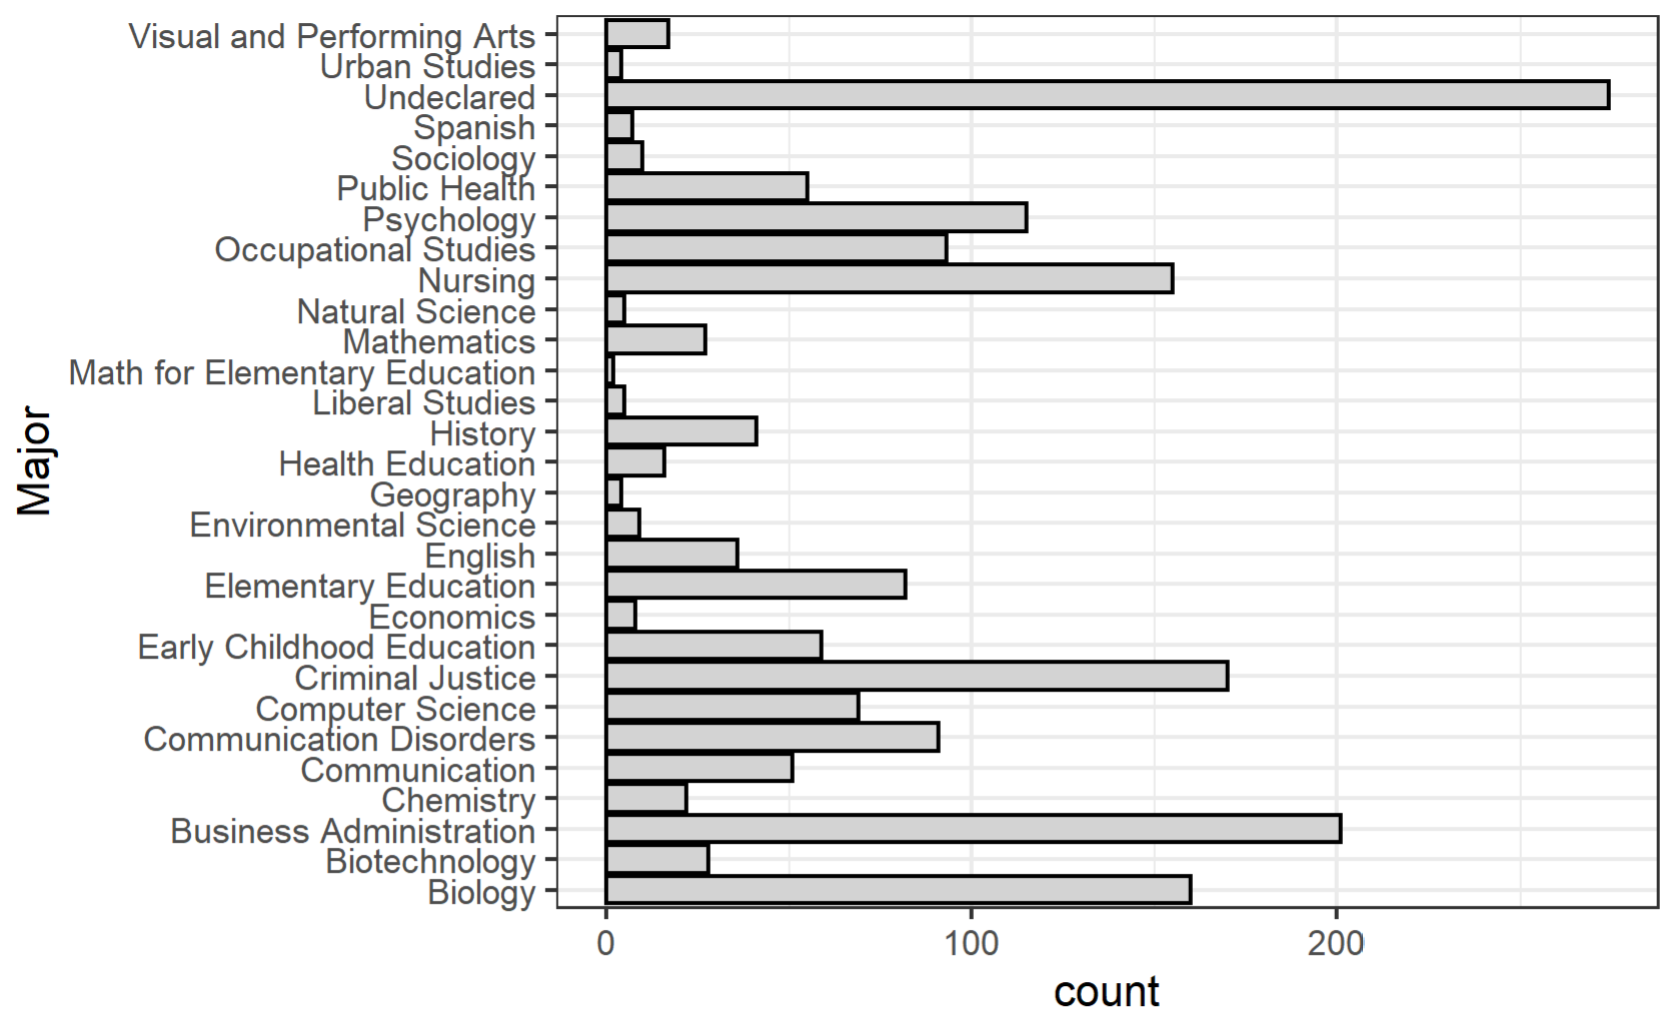 Visual and Performing Arts
Urban Studies
Undeclared
Spanish
Sociology
Public Health
Psychology
Occupational Studies
Nursing
Natural Science
Mathematics
Math for Elementary Education
Liberal Studies
History
Health Education
Geography
Environmental Science
English
Elementary Education
Economics
Early Childhood Education
Criminal Justice
Computer Science
Communication Disorders
Communication
Chemistry
Business Administration
Biotechnology
Biology
Major
0 100 200
count